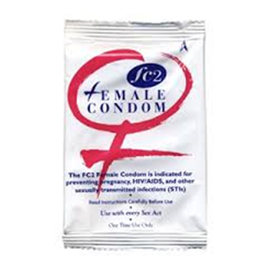 A
fc2
FEMALE
CONDOM
The FC2 Female Condom is indicated for
preventing pregnancy, HIV/AIDS, and other
sexually transmitted infections (STIs)
Read Instructions Carefully Before Use
Use with every Sex Act
One Time Use Only